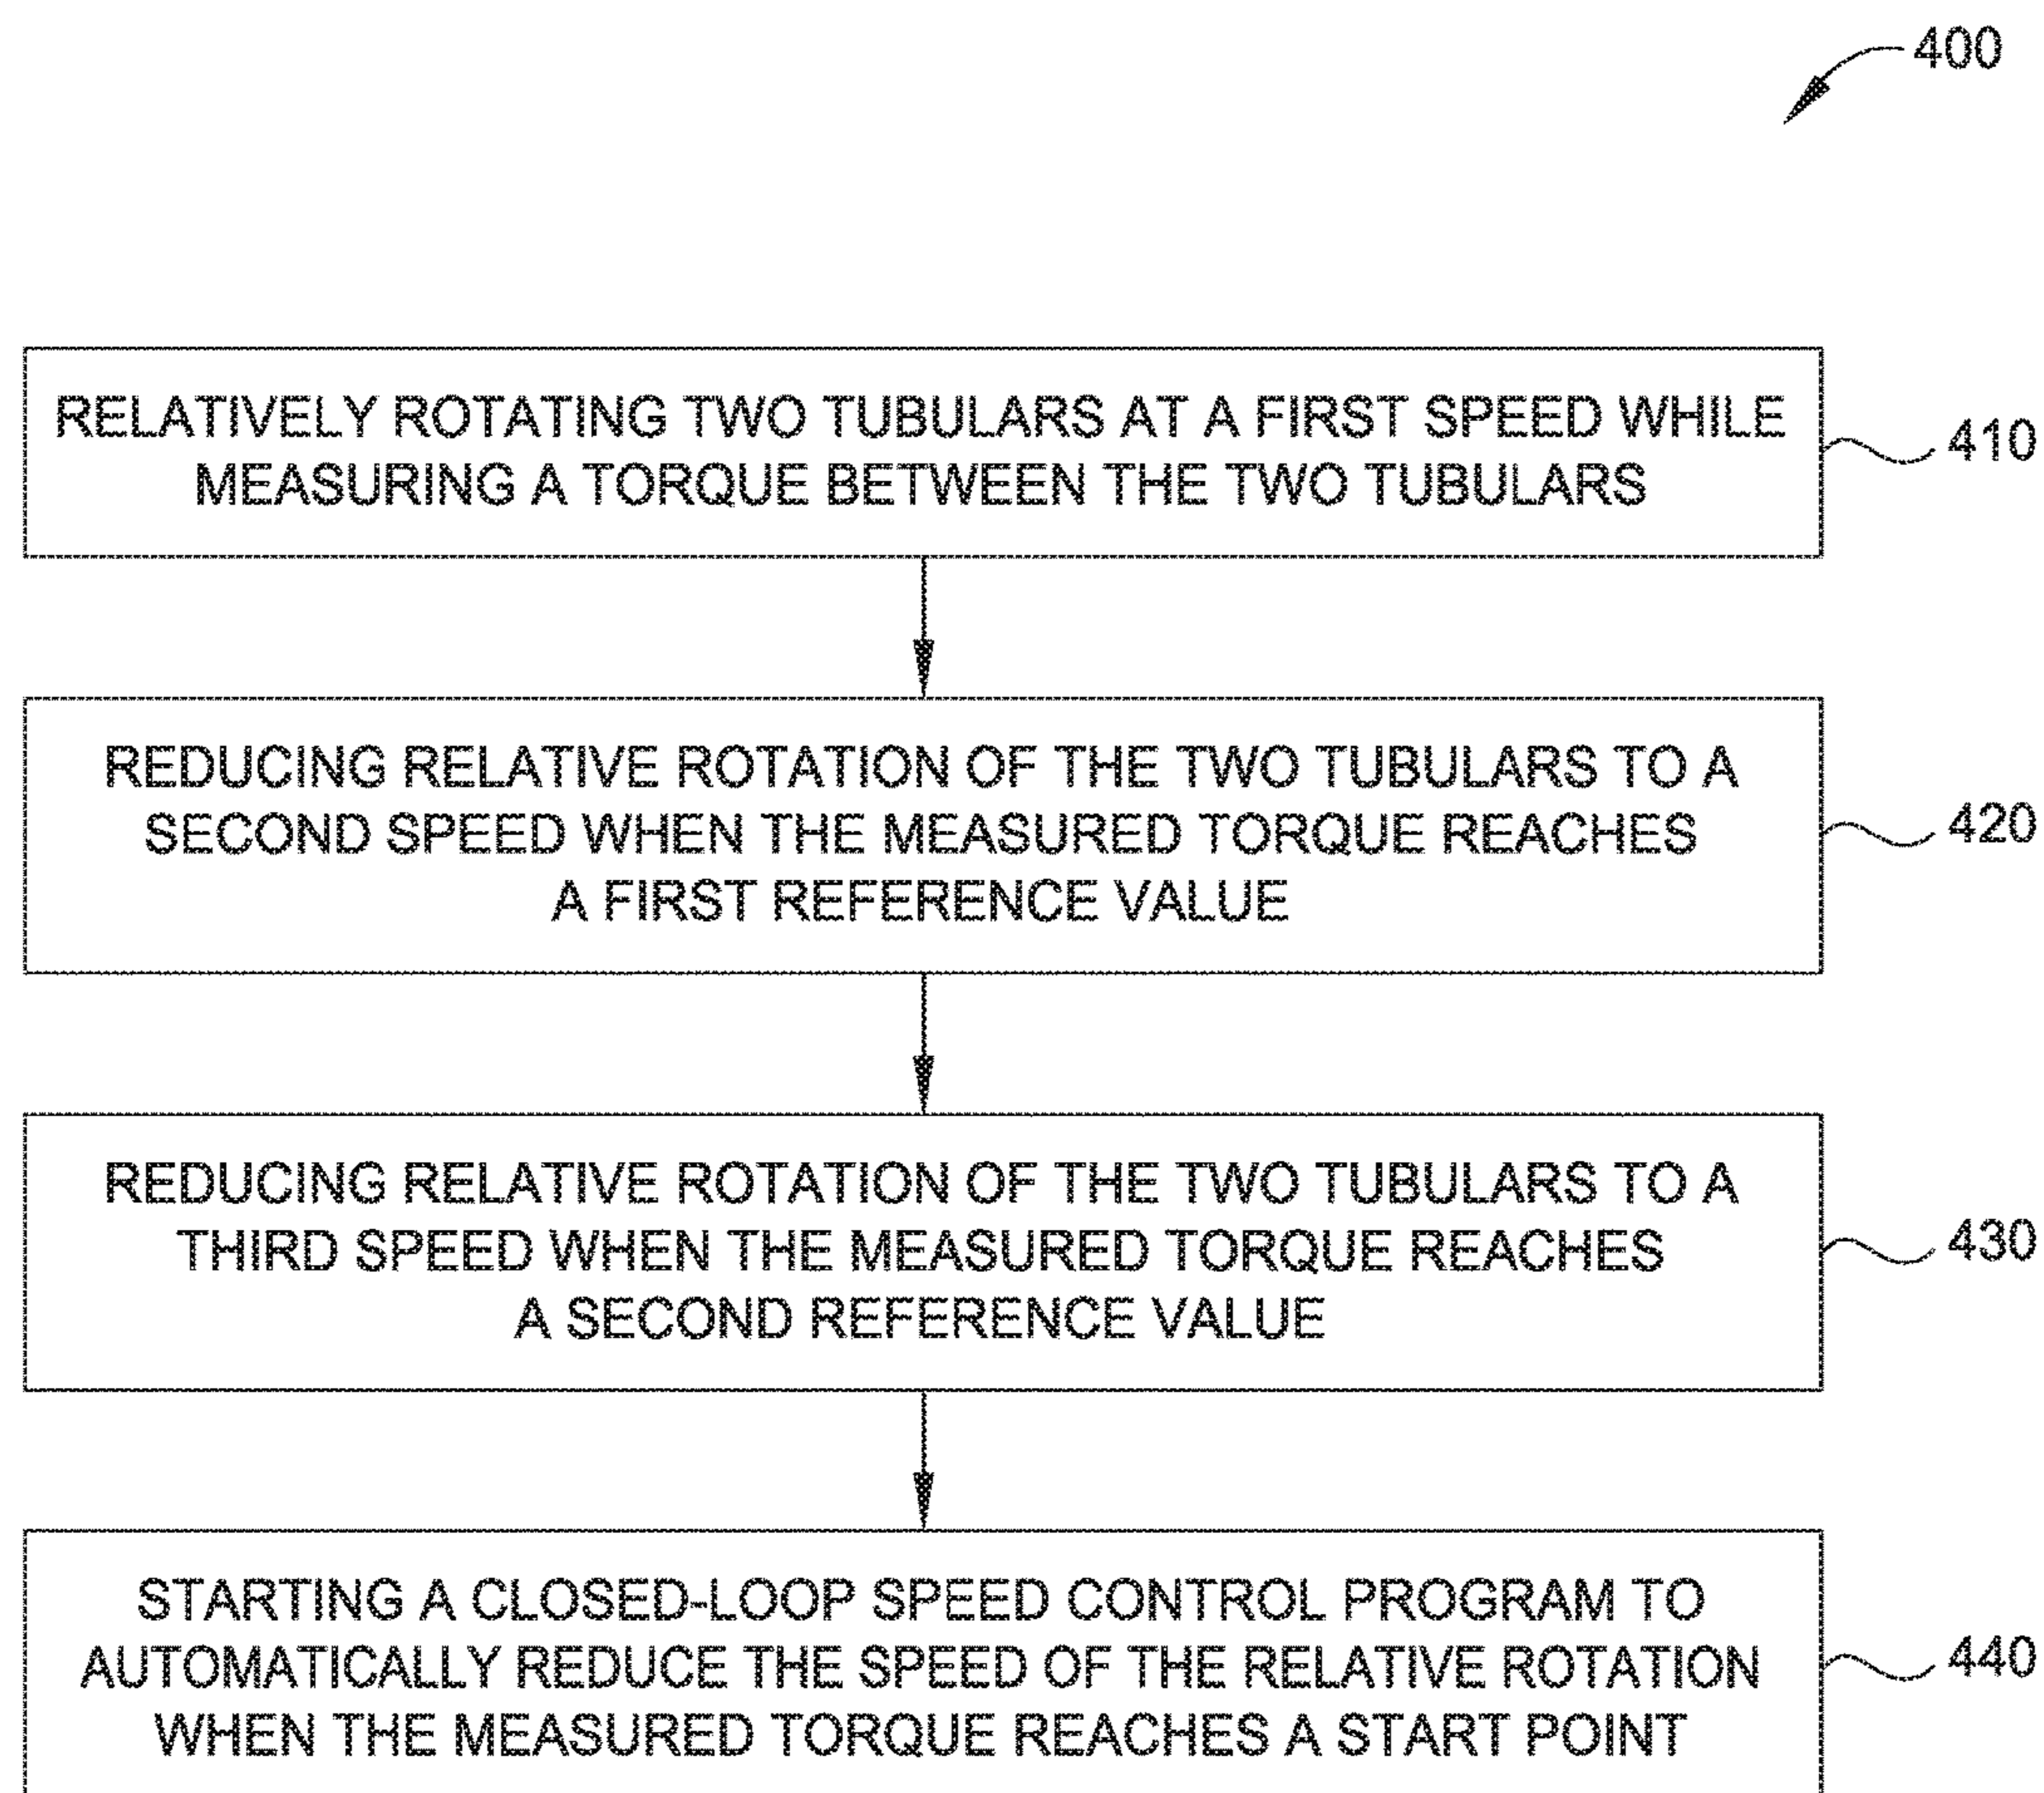 400
RELATIVELY ROTATING TWO TUBULARS AT A FIRST SPEED WHILE
MEASURING A TORQUE BETWEEN THE TWO TUBULARS
410
REDUCING RELATIVE ROTATION OF THE TWO TUBULARS TO A
SECOND SPEED WHEN THE MEASURED TORQUE REACHES
A FIRST REFERENCE VALUE
420
REDUCING RELATIVE ROTATION OF THE TWO TUBULARS TO A
THIRD SPEED WHEN THE MEASURED TORQUE REACHES
A SECOND REFERENCE VALUE
430
STARTING A CLOSED-LOOP SPEED CONTROL PROGRAM TO
AUTOMATICALLY REDUCE THE SPEED OF THE RELATIVE ROTATION
WHEN THE MEASURED TORQUE REACHES A START POINT
440